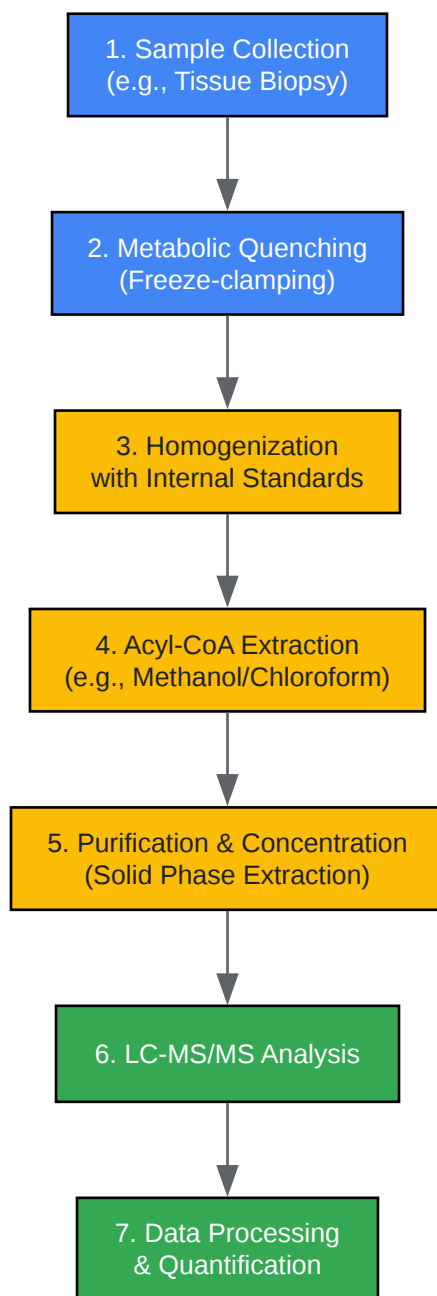 1. Sample Collection
(e.g., Tissue Biopsy)
2. Metabolic Quenching
(Freeze-clamping)
3. Homogenization
with Internal Standards
4. Acyl-CoA Extraction
(e.g., Methanol/Chloroform)
5. Purification & Concentration
(Solid Phase Extraction)
6. LC-MS/MS Analysis
7. Data Processing
& Quantification